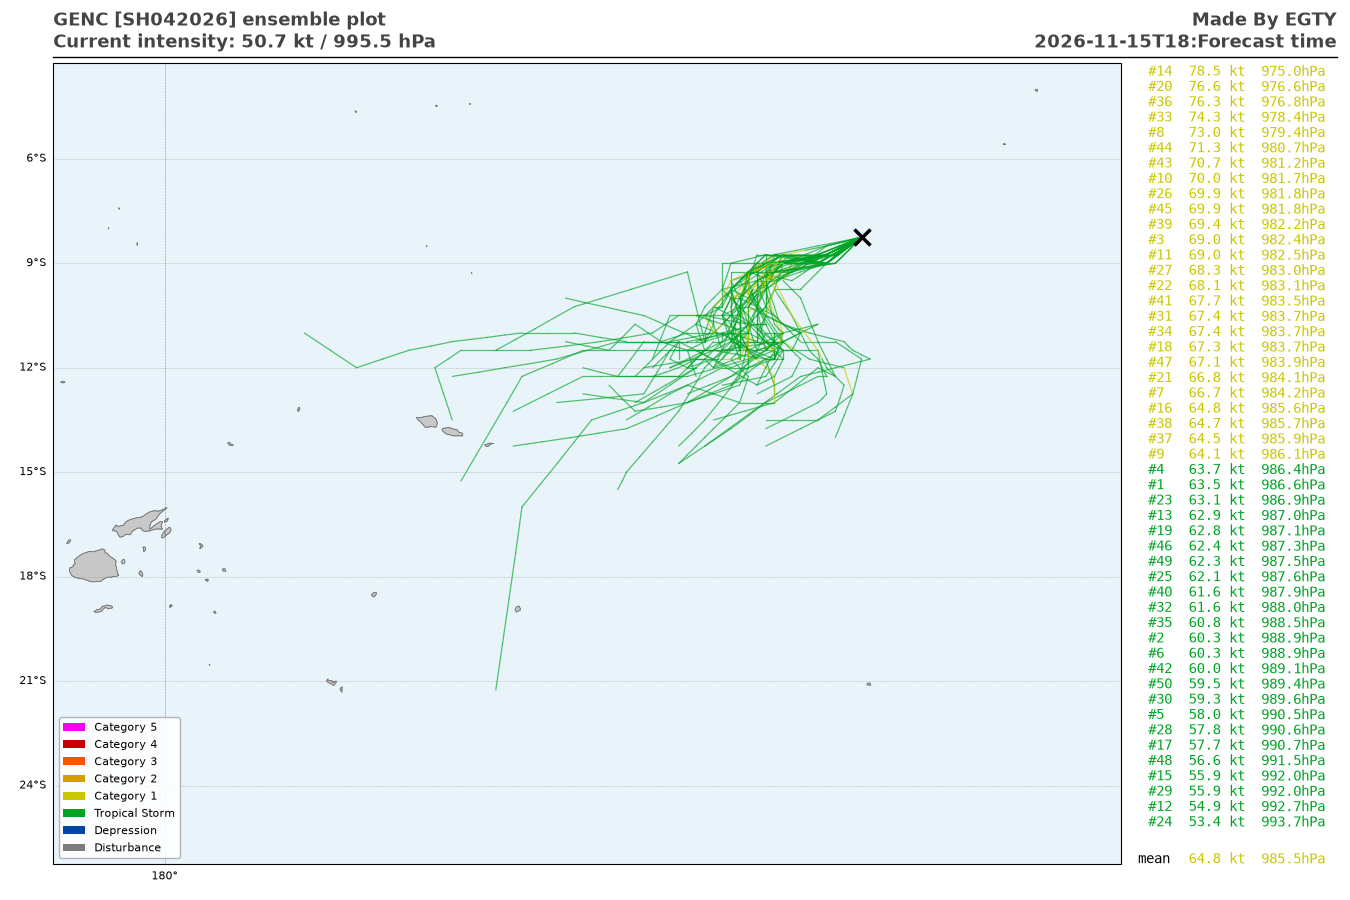 GENC [SH042026] ensemble plot
Current intensity: 50.7 kt / 995.5 hPa
Made By EGTY
2026-11-15T18:Forecast time
6°S
9°S
12°S
15°S
18°S
21°S
24°S
180°
Category 5
Category 4
Category 3
Category 2
Category 1
Tropical Storm
Depression
Disturbance
#14 78.5 kt 975.0hPa
#20 76.6 kt 976.6hPa
#36 76.3 kt 976.8hPa
#33 74.3 kt 978.4hPa
#8 73.0 kt 979.4hPa
#44 71.3 kt 980.7hPa
#43 70.7 kt 981.2hPa
#10 70.0 kt 981.7hPa
#26 69.9 kt 981.8hPa
#45 69.9 kt 981.8hPa
#39 69.4 kt 982.2hPa
#3 69.0 kt 982.4hPa
#11 69.0 kt 982.5hPa
#27 68.3 kt 983.0hPa
#22 68.1 kt 983.1hPa
#41 67.7 kt 983.5hPa
#31 67.4 kt 983.7hPa
#34 67.4 kt 983.7hPa
#18 67.3 kt 983.7hPa
#47 67.1 kt 983.9hPa
#21 66.8 kt 984.1hPa
#7 66.7 kt 984.2hPa
#16 64.8 kt 985.6hPa
#38 64.7 kt 985.7hPa
#37 64.5 kt 985.9hPa
#9 64.1 kt 986.1hPa
#4 63.7 kt 986.4hPa
#1 63.5 kt 986.6hPa
#23 63.1 kt 986.9hPa
#13 62.9 kt 987.0hPa
#19 62.8 kt 987.1hPa
#46 62.4 kt 987.3hPa
#49 62.3 kt 987.5hPa
#25 62.1 kt 987.6hPa
#40 61.6 kt 987.9hPa
#32 61.6 kt 988.0hPa
#35 60.8 kt 988.5hPa
#2 60.3 kt 988.9hPa
#6 60.3 kt 988.9hPa
#42 60.0 kt 989.1hPa
#50 59.5 kt 989.4hPa
#30 59.3 kt 989.6hPa
#5 58.0 kt 990.5hPa
#28 57.8 kt 990.6hPa
#17 57.7 kt 990.7hPa
#48 56.6 kt 991.5hPa
#15 55.9 kt 992.0hPa
#29 55.9 kt 992.0hPa
#12 54.9 kt 992.7hPa
#24 53.4 kt 993.7hPa
mean 64.8 kt 985.5hPa